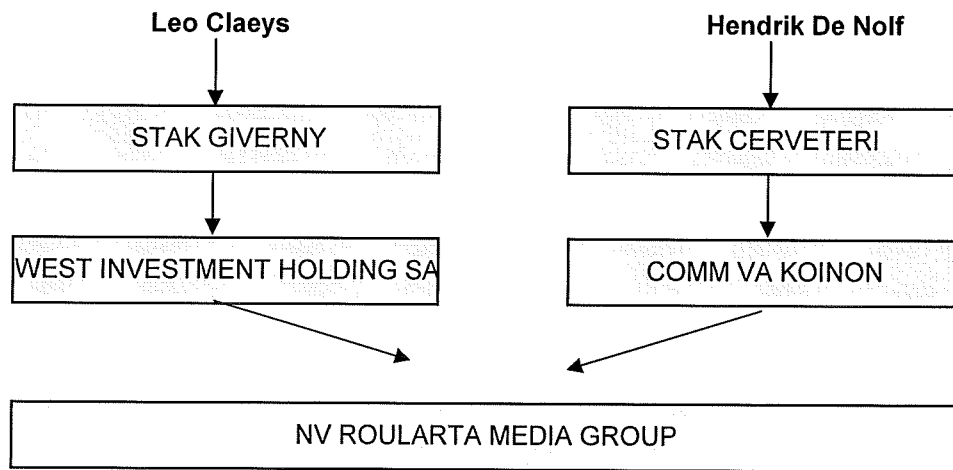 Leo Claeys
Hendrik De Nolf
STAK GIVERNY
STAK CERVETERI
WEST INVESTMENT HOLDING SA
COMM VA KOINON
NV ROULARTA MEDIA GROUP